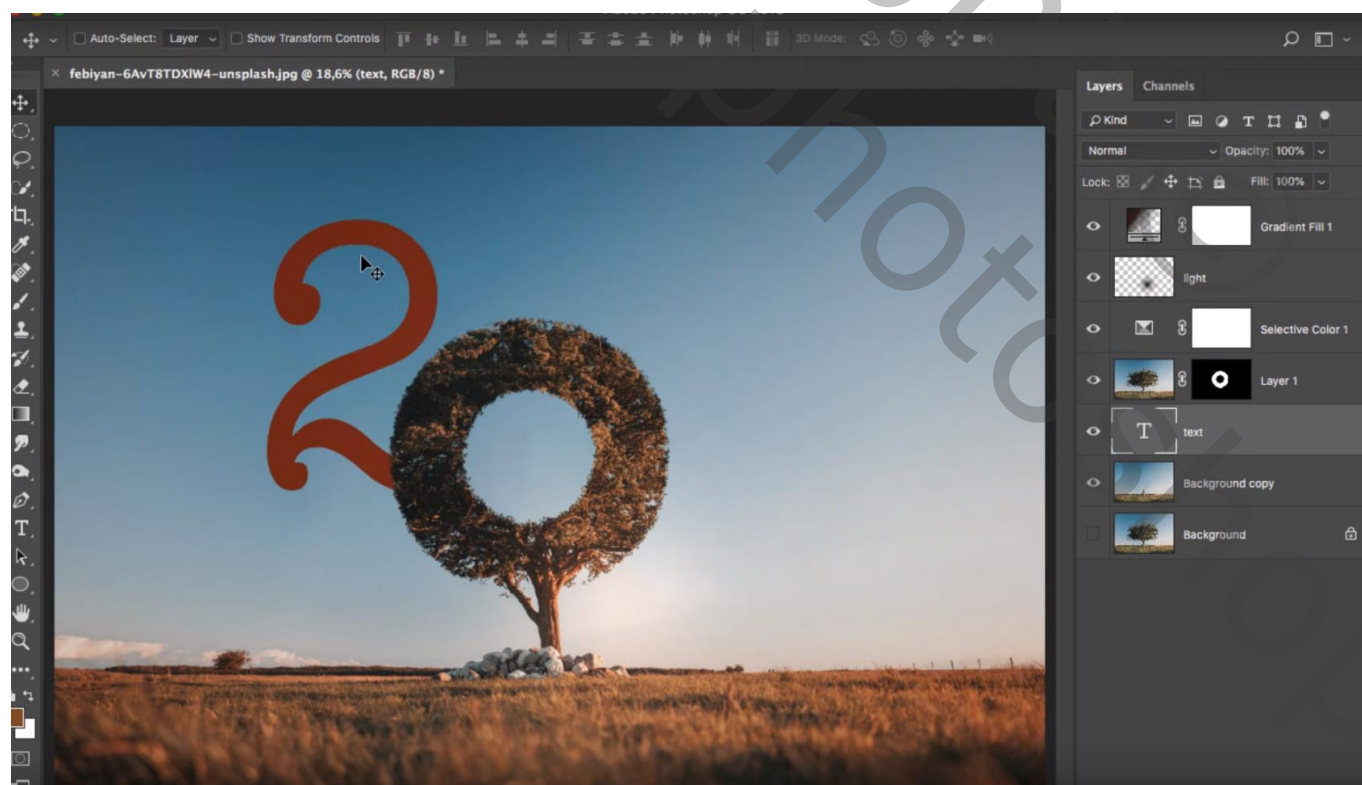 Auto-Select: Layer Show Transform Controls 3D Mode:
× febiyan-6AvT8TDXlW4-unsplash.jpg @ 18,6% (text, RGB/8) *
Layers Channels
Kind
Normal Opacity: 100%
Lock: Fill: 100%
Gradient Fill 1
light
Selective Color 1
Layer 1
T text
Background copy
Background
2
photo